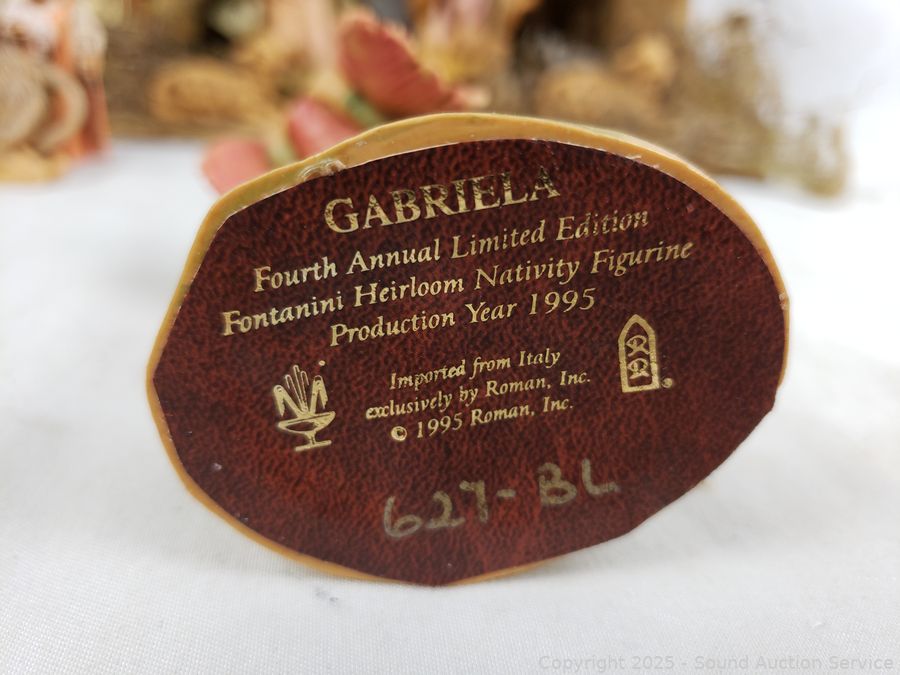 GABRIELA
Fourth Annual Limited Edition
Fontanini Heirloom Nativity Figurine
Production Year 1995
Imported from Italy
exclusively by Roman, Inc.
© 1995 Roman, Inc.
R R ®
627-BL
Copyright 2025 - Sound Auction Service